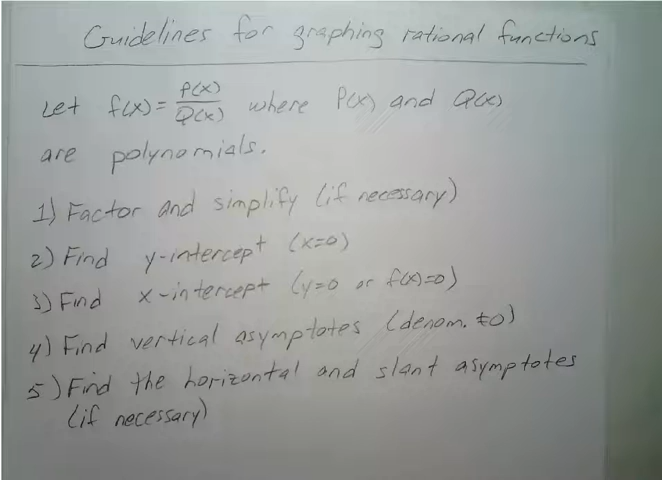 Guidelines for graphing rational functions
Let f(x) = P(x)/Q(x) where P(x) and Q(x)
are polynomials.
1) Factor and simplify (if necessary)
2) Find y-intercept (x=0)
3) Find x-intercept (y=0 or f(x)=0)
4) Find vertical asymptotes (denom. ≠0)
5) Find the horizontal and slant asymptotes
(if necessary)